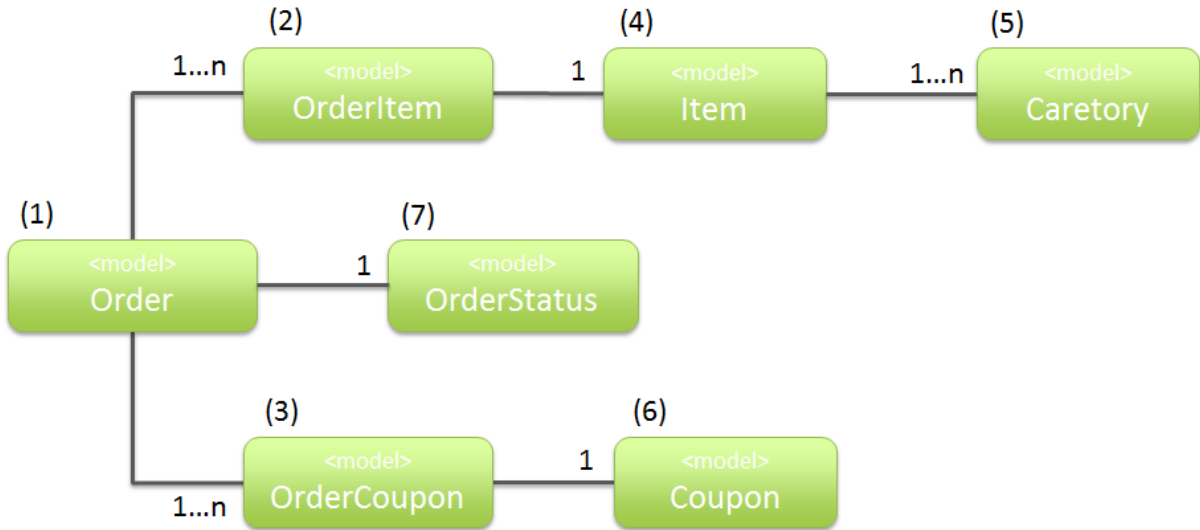 (2)
(4)
(5)
1...n
<model>
OrderItem
1
<model>
Item
1...n
<model>
Caretory
(1)
(7)
<model>
Order
1
<model>
OrderStatus
(3)
(6)
1...n
<model>
OrderCoupon
1
<model>
Coupon